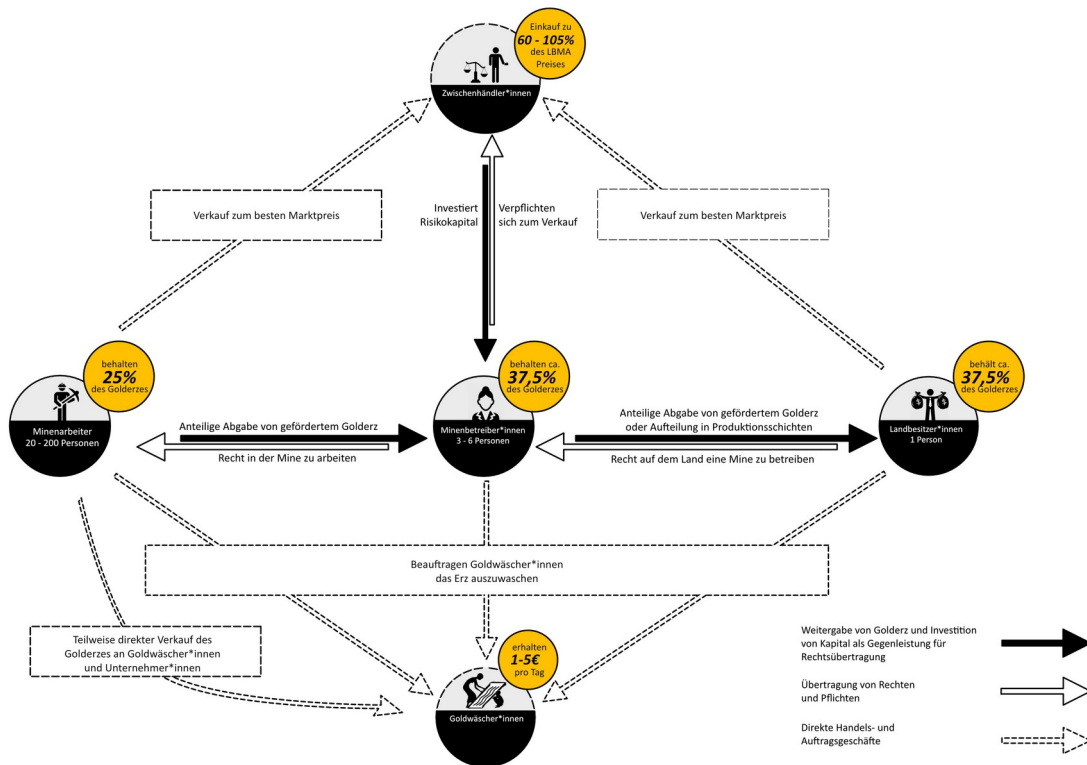 Einkauf zu
60 - 105%
des LBMA
Preises
Zwischenhändler*innen
Verkauf zum besten Marktpreis
Investiert
Risikokapital
Verpflichten
sich zum Verkauf
Verkauf zum besten Marktpreis
behalten
25%
des Golderzes
Minenarbeiter
20 - 200 Personen
Anteilige Abgabe von gefördertem Golderz
Recht in der Mine zu arbeiten
behalten ca.
37,5%
des Golderzes
Minenbetreiber*innen
3 - 6 Personen
Anteilige Abgabe von gefördertem Golderz
oder Aufteilung in Produktionsschichten
Recht auf dem Land eine Mine zu betreiben
behält ca.
37,5%
des Golderzes
Landbesitzer*innen
1 Person
Beauftragen Goldwäscher*innen
das Erz auszuwaschen
Teilweise direkter Verkauf des
Golderzes an Goldwäscher*innen
und Unternehmer*innen
erhalten
1-5€
pro Tag
Goldwäscher*innen
Weitergabe von Golderz und Investition
von Kapital als Gegenleistung für
Rechtsübertragung
Übertragung von Rechten
und Pflichten
Direkte Handels- und
Auftragsgeschäfte